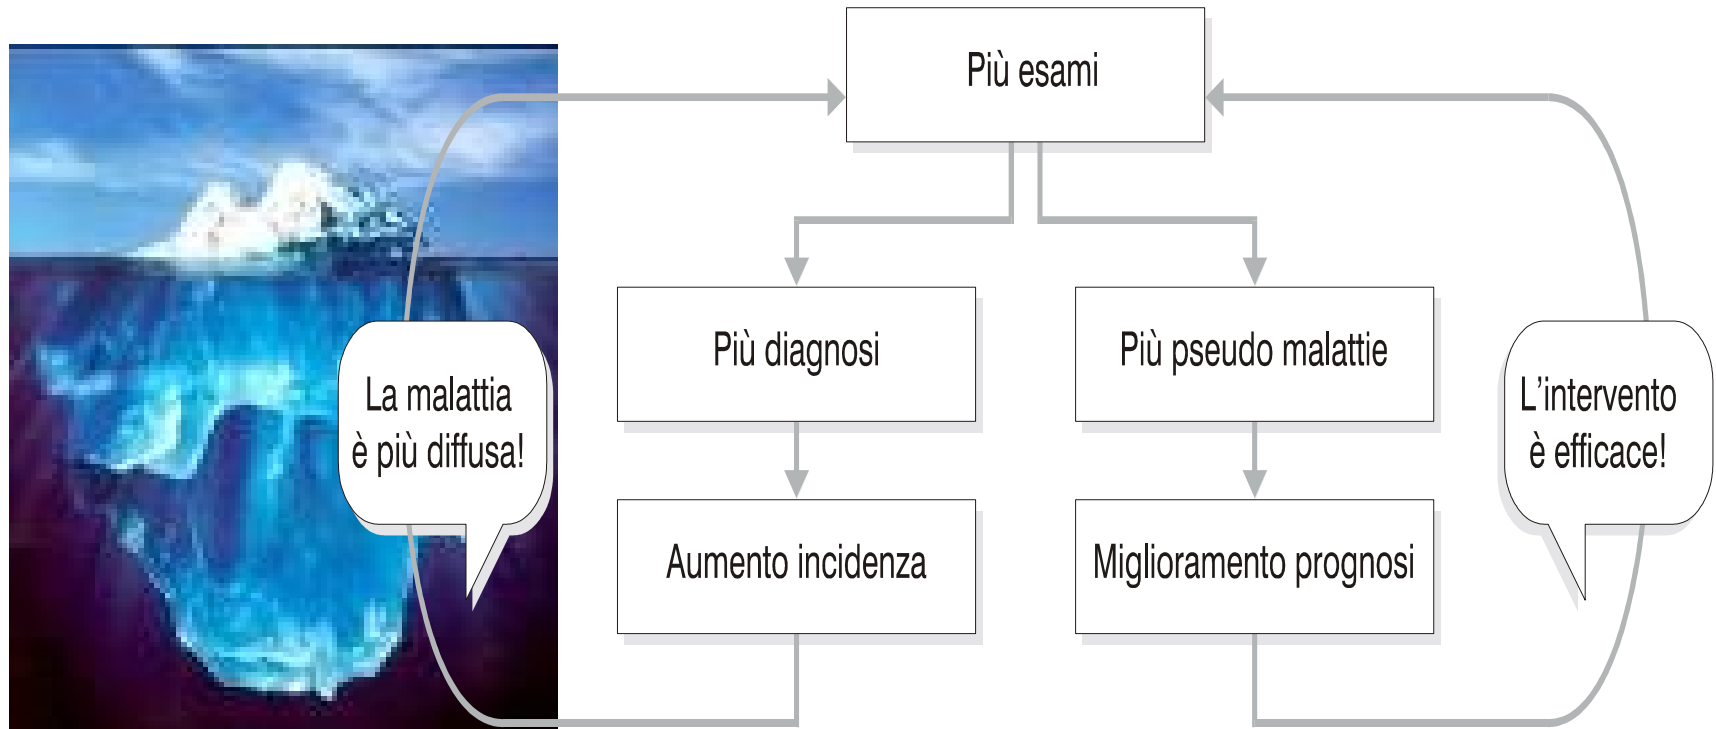 Più esami
Più diagnosi
Più pseudo malattie
La malattia
è più diffusa!
L'intervento
è efficace!
Aumento incidenza
Miglioramento prognosi